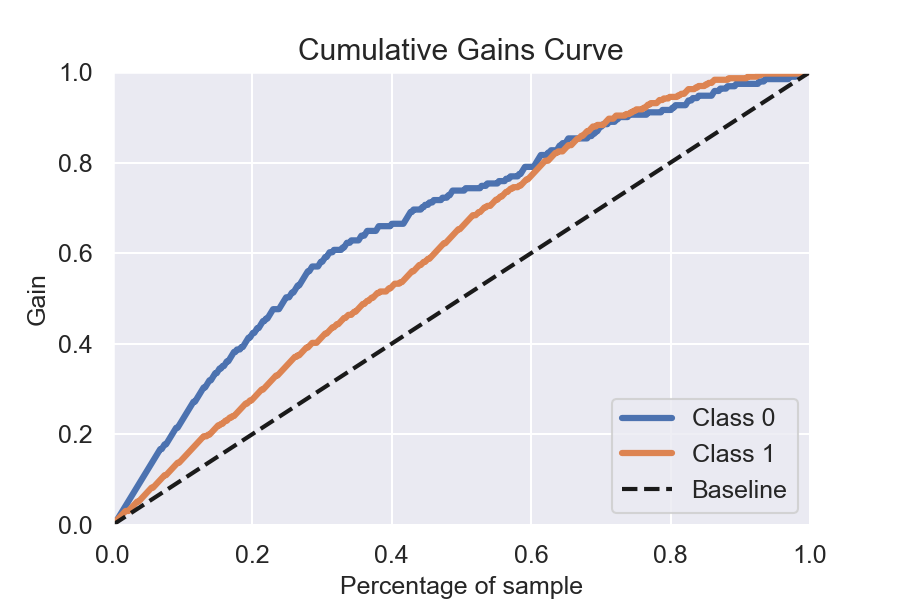 Cumulative Gains Curve
1.0
0.8
0.6
0.4
0.2
0.0
Gain
0.0 0.2 0.4 0.6 0.8 1.0
Percentage of sample
Class 0
Class 1
Baseline